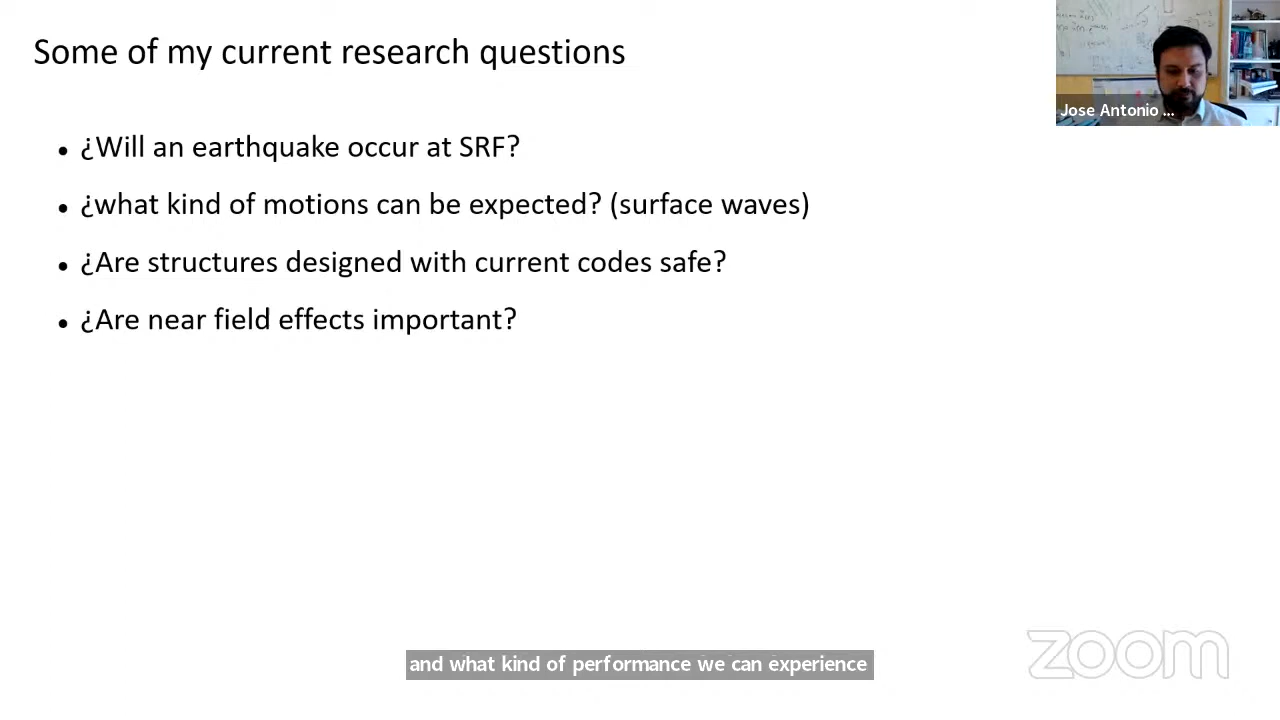 Some of my current research questions
Jose Antonio ...
• ¿Will an earthquake occur at SRF?
• ¿what kind of motions can be expected? (surface waves)
• ¿Are structures designed with current codes safe?
• ¿Are near field effects important?
and what kind of performance we can experience
zoom